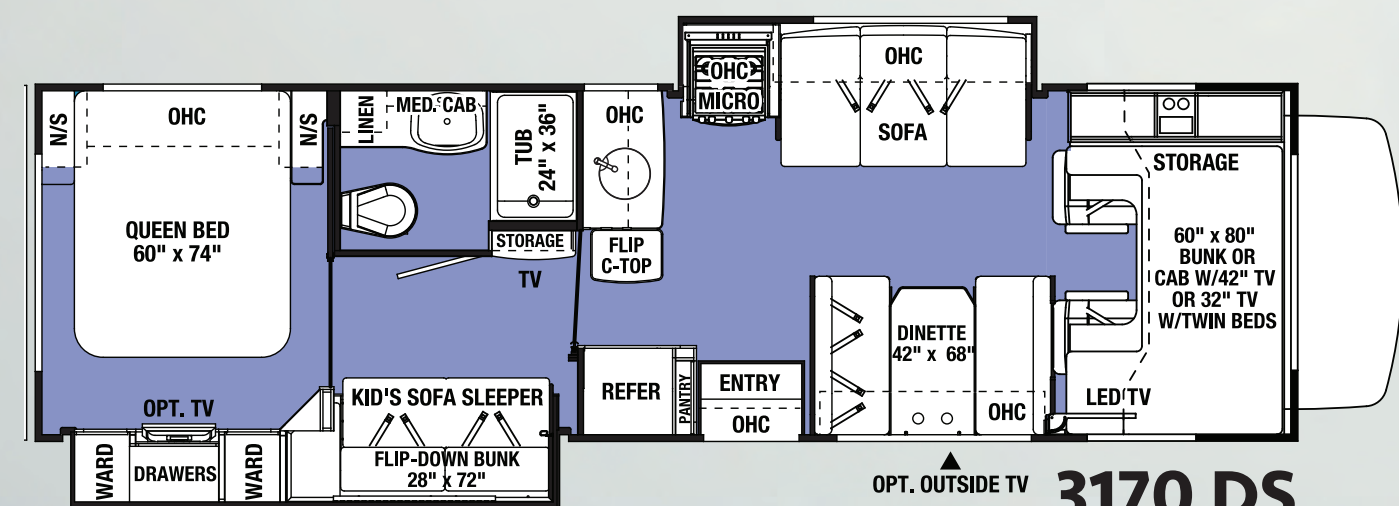 N/S
OHC
N/S
QUEEN BED
60" x 74"
OPT. TV
WARD
DRAWERS
WARD
LINEN
MED. CAB
TUB
24" x 36"
STORAGE
TV
KID'S SOFA SLEEPER
FLIP-DOWN BUNK
28" x 72"
OHC
FLIP
C-TOP
REFER
PANTRY
ENTRY
OHC
OHC
MICRO
OHC
SOFA
DINETTE
42" x 68"
OHC
STORAGE
60" x 80"
BUNK OR
CAB W/42" TV
OR 32" TV
W/TWIN BEDS
LED TV
OPT. OUTSIDE TV
3170 DS